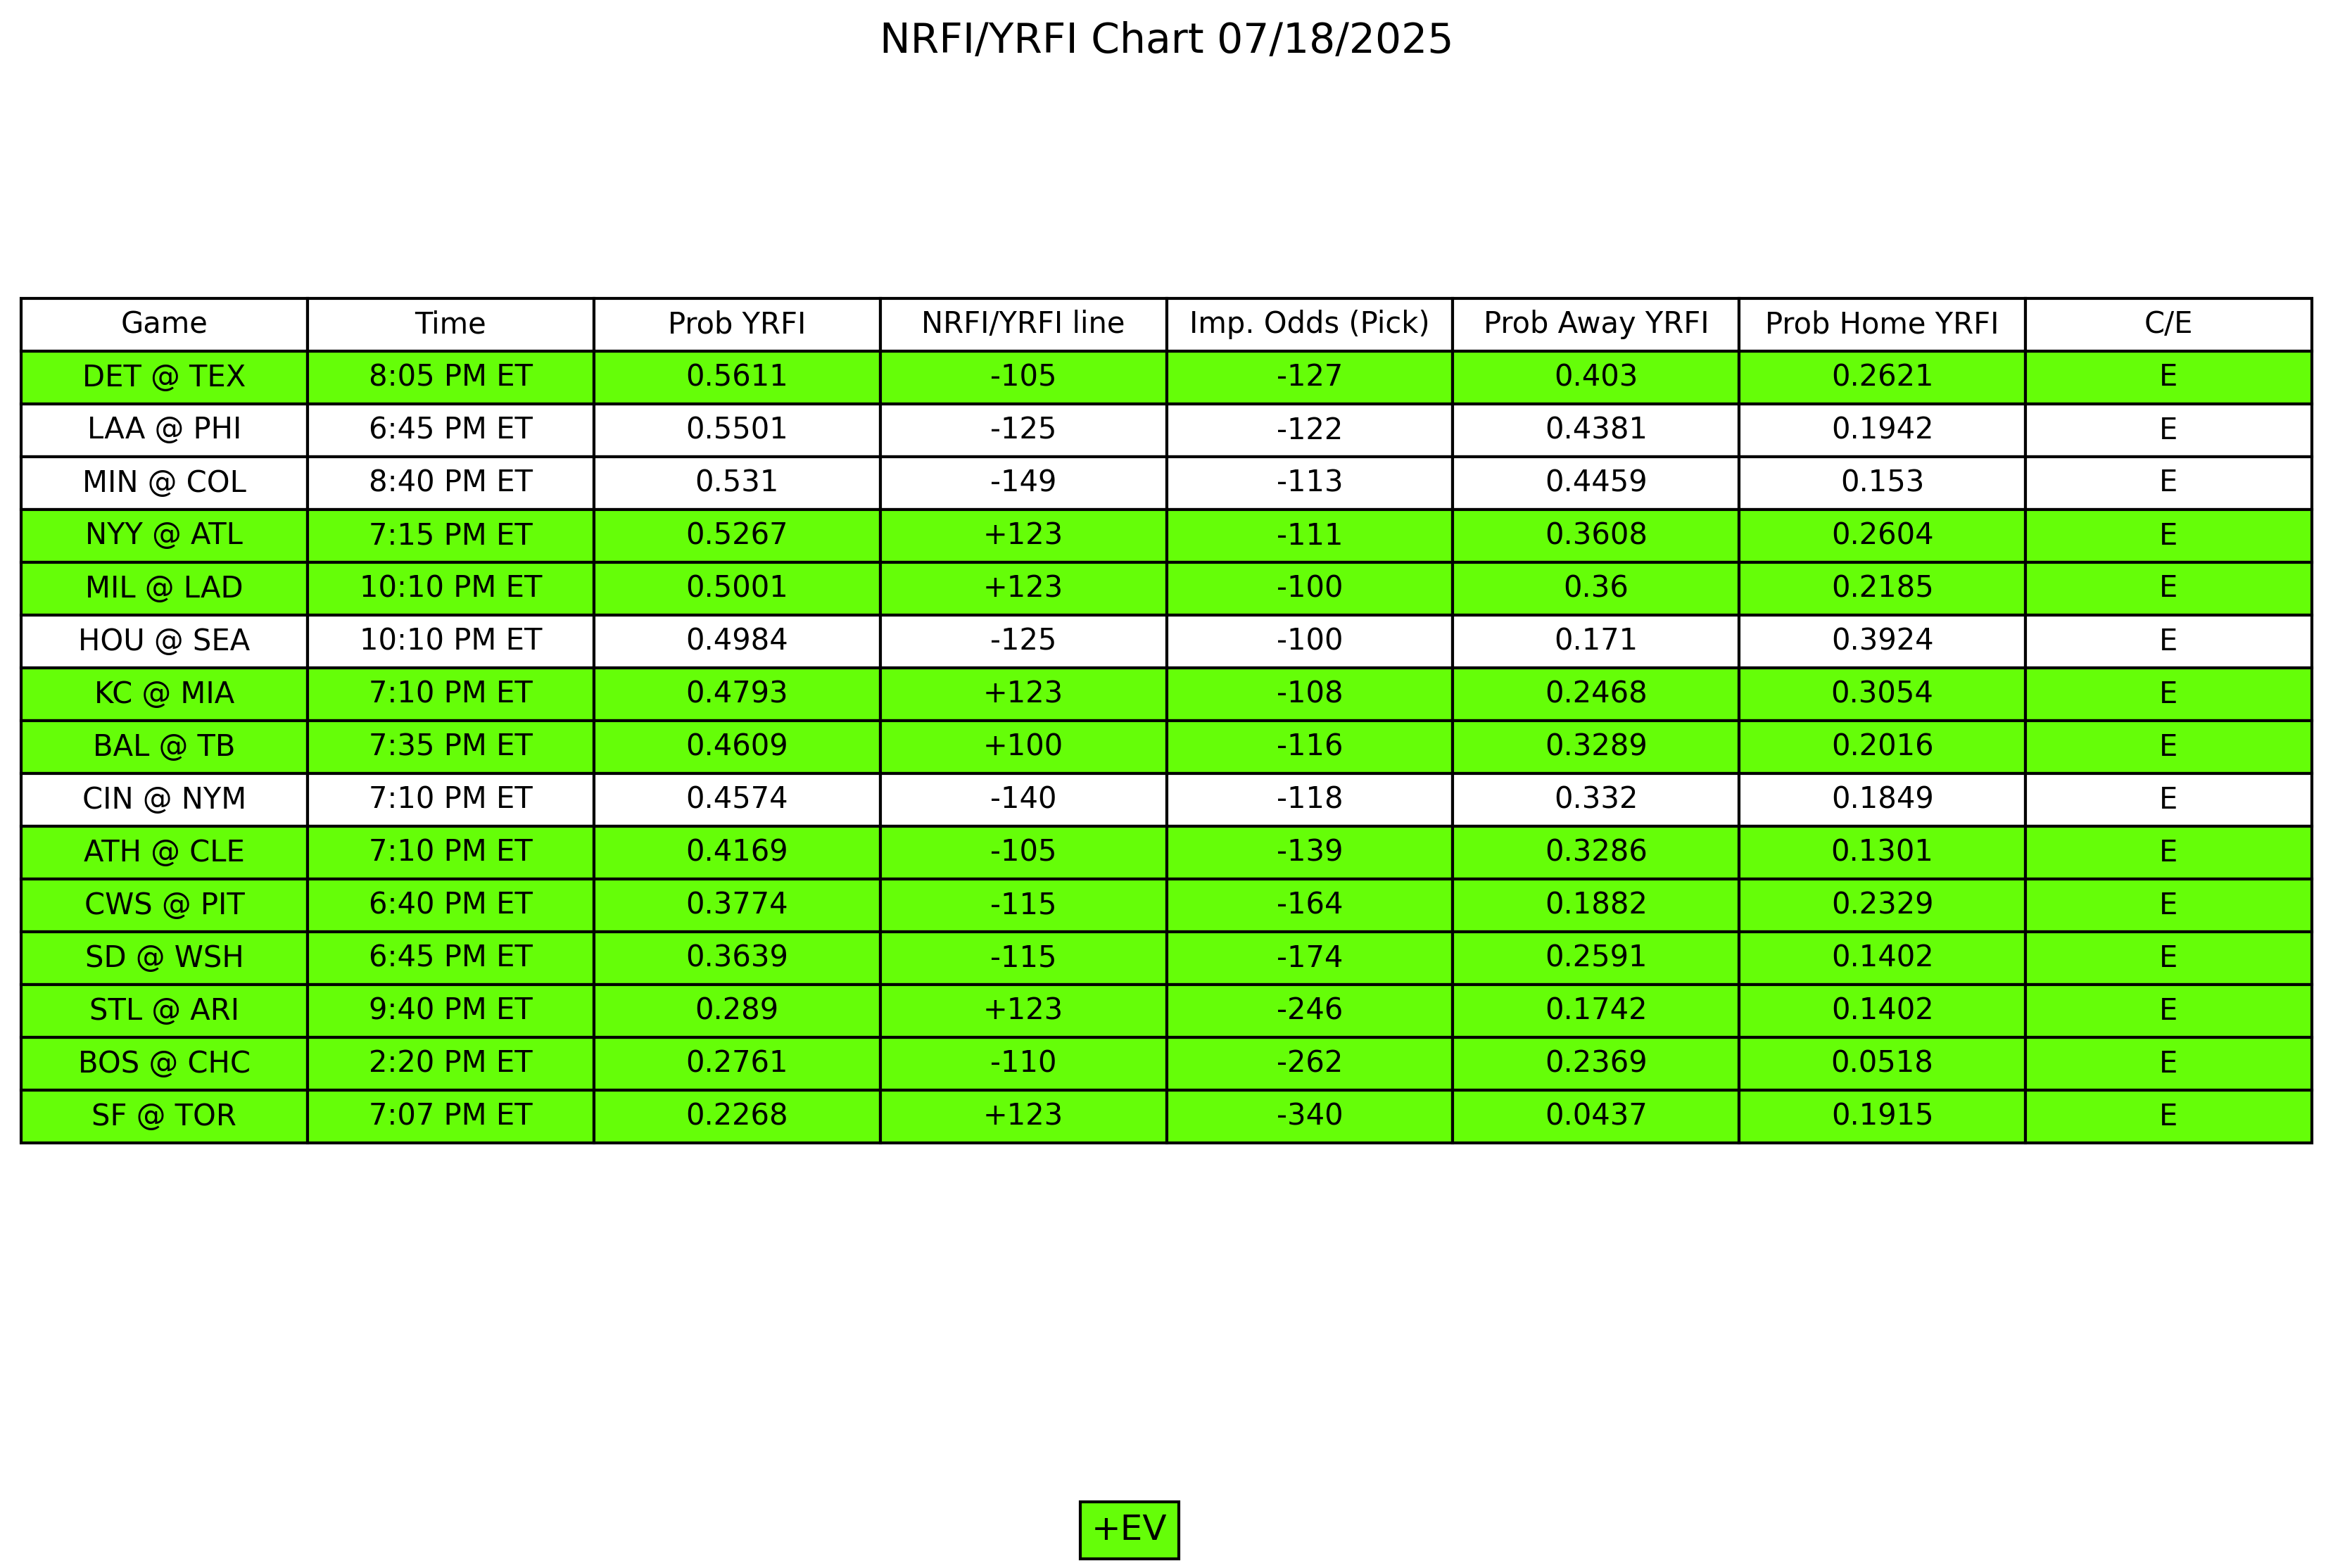 NRFI/YRFI Chart 07/18/2025
Game Time Prob YRFI NRFI/YRFI line Imp. Odds (Pick) Prob Away YRFI Prob Home YRFI C/E
DET @ TEX 8:05 PM ET 0.5611 -105 -127 0.403 0.2621 E
LAA @ PHI 6:45 PM ET 0.5501 -125 -122 0.4381 0.1942 E
MIN @ COL 8:40 PM ET 0.531 -149 -113 0.4459 0.153 E
NYY @ ATL 7:15 PM ET 0.5267 +123 -111 0.3608 0.2604 E
MIL @ LAD 10:10 PM ET 0.5001 +123 -100 0.36 0.2185 E
HOU @ SEA 10:10 PM ET 0.4984 -125 -100 0.171 0.3924 E
KC @ MIA 7:10 PM ET 0.4793 +123 -108 0.2468 0.3054 E
BAL @ TB 7:35 PM ET 0.4609 +100 -116 0.3289 0.2016 E
CIN @ NYM 7:10 PM ET 0.4574 -140 -118 0.332 0.1849 E
ATH @ CLE 7:10 PM ET 0.4169 -105 -139 0.3286 0.1301 E
CWS @ PIT 6:40 PM ET 0.3774 -115 -164 0.1882 0.2329 E
SD @ WSH 6:45 PM ET 0.3639 -115 -174 0.2591 0.1402 E
STL @ ARI 9:40 PM ET 0.289 +123 -246 0.1742 0.1402 E
BOS @ CHC 2:20 PM ET 0.2761 -110 -262 0.2369 0.0518 E
SF @ TOR 7:07 PM ET 0.2268 +123 -340 0.0437 0.1915 E
+EV